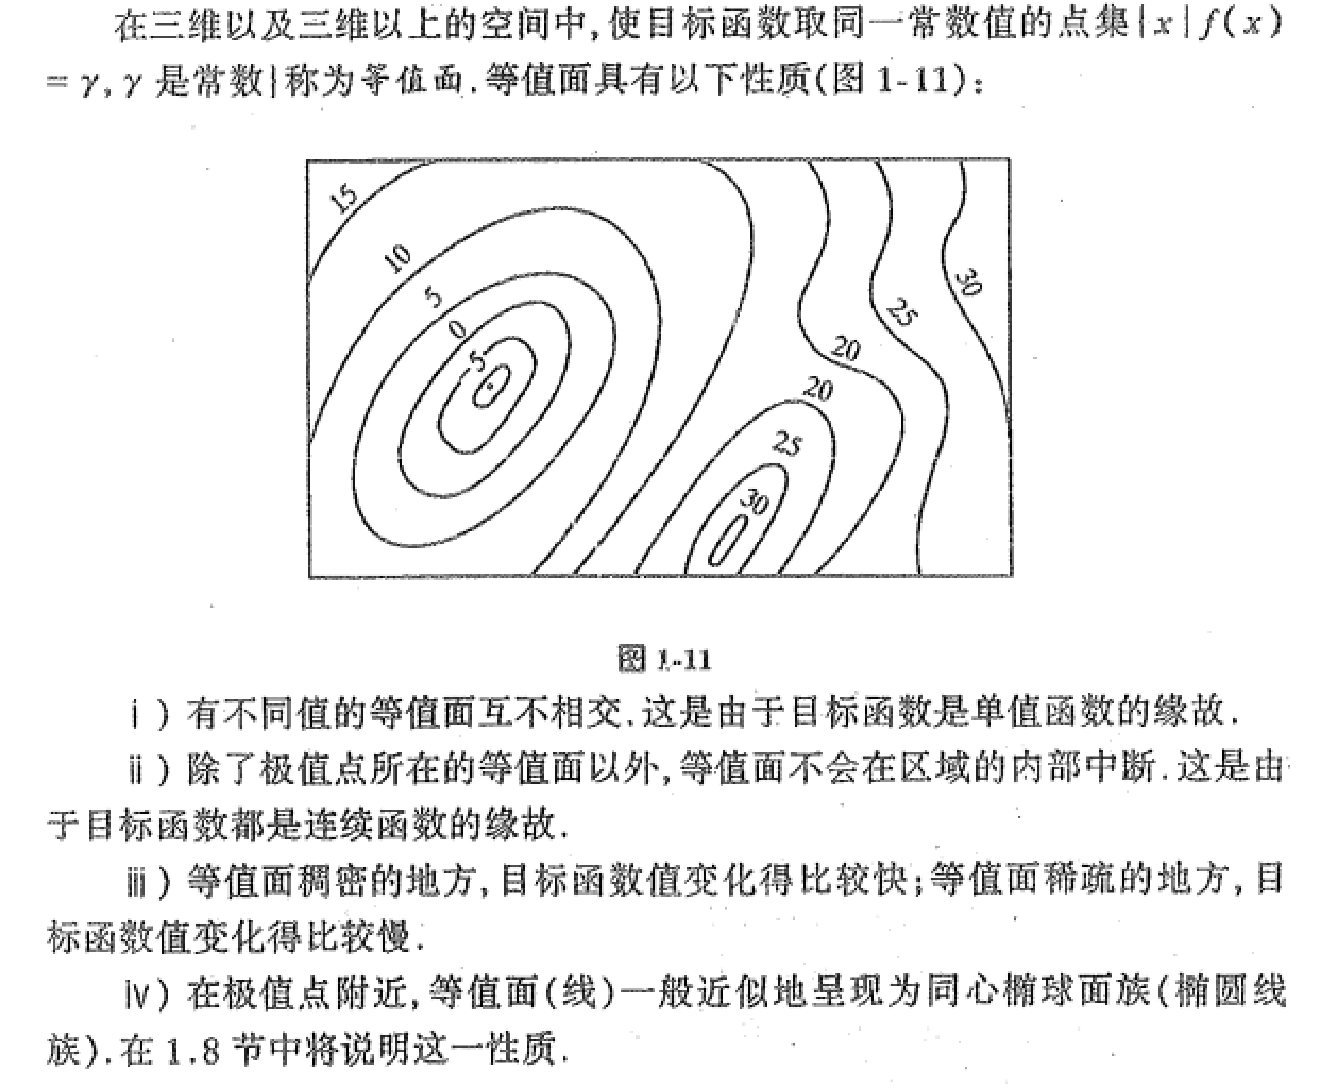 在三维以及三维以上的空间中,使目标函数取同一常数值的点集{x|f(x)
=γ,γ是常数}称为等值面.等值面具有以下性质(图1-11):
15
10
5
0
5
30
25
20
20
25
30
图 1-11
ⅰ)有不同值的等值面互不相交.这是由于目标函数是单值函数的缘故.
ⅱ)除了极值点所在的等值面以外,等值面不会在区域的内部中断.这是由
于目标函数都是连续函数的缘故.
ⅲ)等值面稠密的地方,目标函数值变化得比较快;等值面稀疏的地方,目
标函数值变化得比较慢.
ⅳ)在极值点附近,等值面(线)一般近似地呈现为同心椭球面族(椭圆线
族).在1.8节中将说明这一性质.